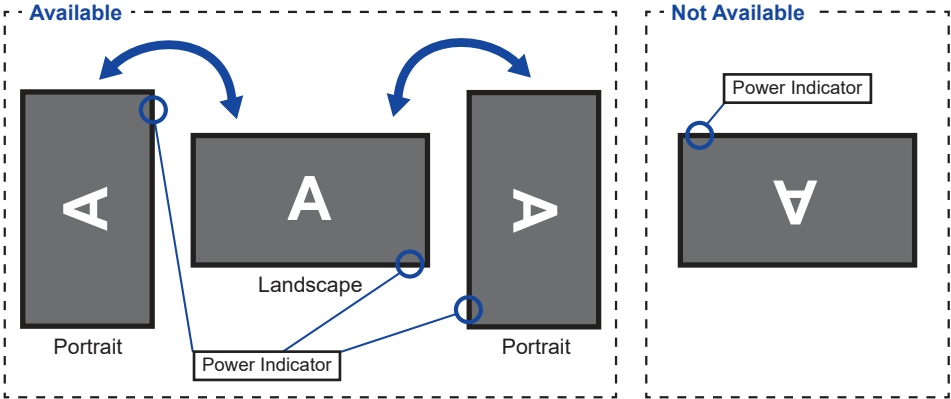 Available
A
A
A
Landscape
Portrait
Portrait
Power Indicator
Not Available
Power Indicator
A